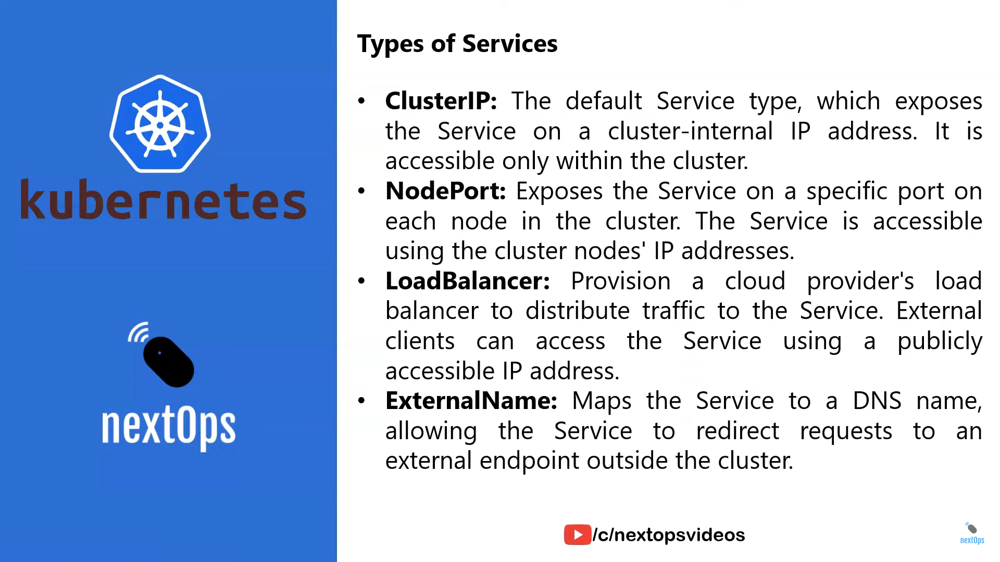 Types of Services
• ClusterIP: The default Service type, which exposes
the Service on a cluster-internal IP address. It is
accessible only within the cluster.
• NodePort: Exposes the Service on a specific port on
each node in the cluster. The Service is accessible
using the cluster nodes' IP addresses.
• LoadBalancer: Provision a cloud provider's load
balancer to distribute traffic to the Service. External
clients can access the Service using a publicly
accessible IP address.
• ExternalName: Maps the Service to a DNS name,
allowing the Service to redirect requests to an
external endpoint outside the cluster.
kubernetes
nextOps
/c/nextopsvideos
nextOps